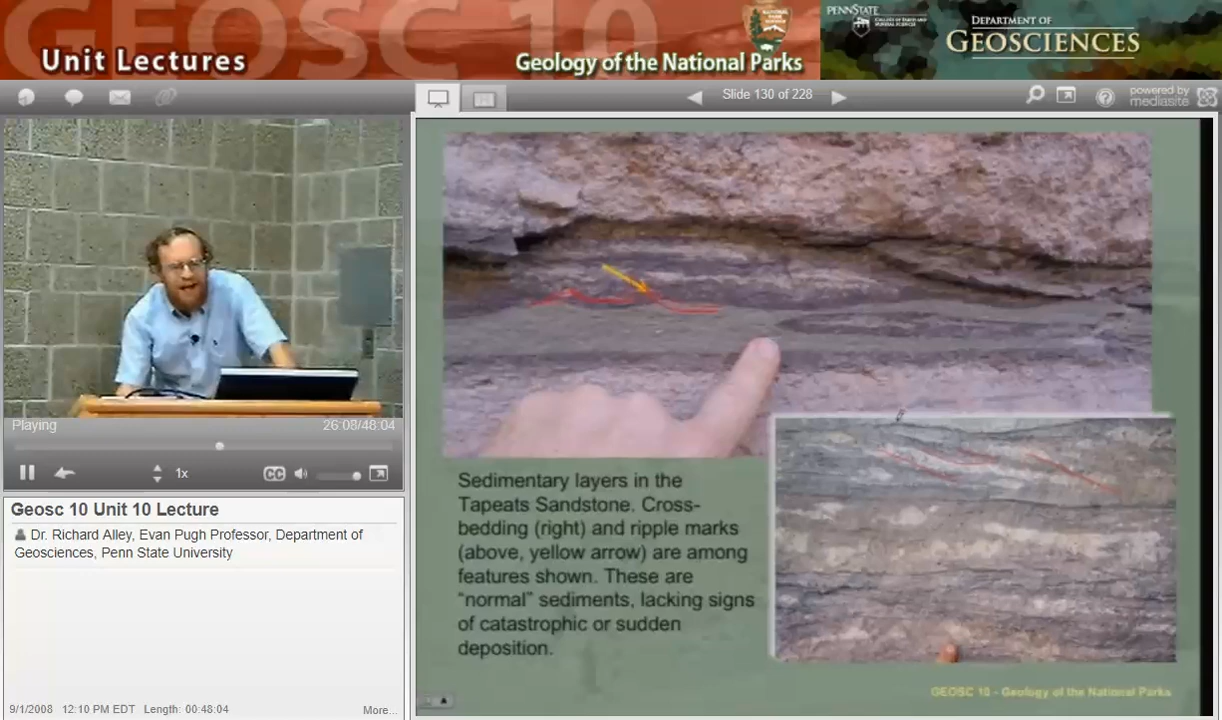 GEOSC 10
Unit Lectures
Geology of the National Parks
PENNSTATE
DEPARTMENT OF
GEOSCIENCES
Slide 130 of 228
powered by
mediasite
Playing
26:08/48:04
1x
CC
Geosc 10 Unit 10 Lecture
Dr. Richard Alley, Evan Pugh Professor, Department of
Geosciences, Penn State University
9/1/2008 12:10 PM EDT Length: 00:48:04
More...
Sedimentary layers in the
Tapeats Sandstone. Cross-
bedding (right) and ripple marks
(above, yellow arrow) are among
features shown. These are
“normal” sediments, lacking signs
of catastrophic or sudden
deposition.
GEOSC 10 - Geology of the National Parks